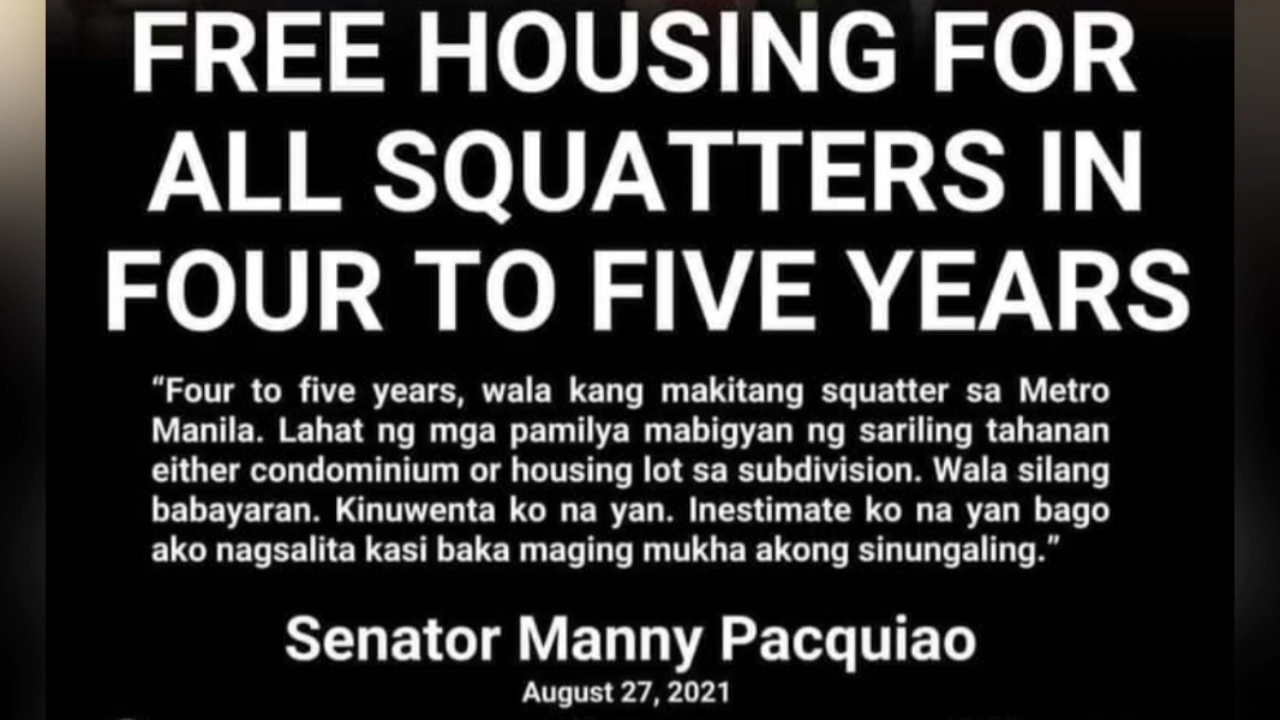 FREE HOUSING FOR
ALL SQUATTERS IN
FOUR TO FIVE YEARS
“Four to five years, wala kang makitang squatter sa Metro
Manila. Lahat ng mga pamilya mabigyan ng sariling tahanan
either condominium or housing lot sa subdivision. Wala silang
babayaran. Kinuwenta ko na yan. Inestimate ko na yan bago
ako nagsalita kasi baka maging mukha akong sinungaling.”
Senator Manny Pacquiao
August 27, 2021